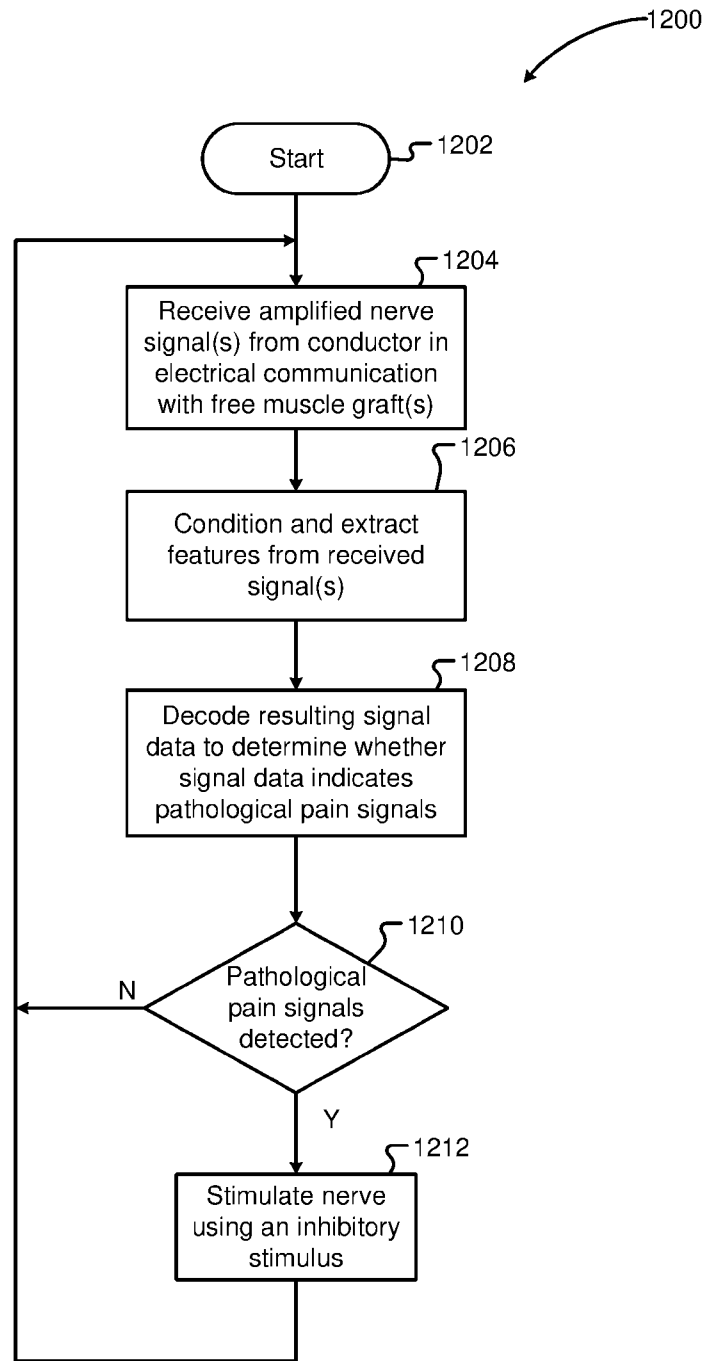 1200
Start
1202
1204
Receive amplified nerve
signal(s) from conductor in
electrical communication
with free muscle graft(s)
1206
Condition and extract
features from received
signal(s)
1208
Decode resulting signal
data to determine whether
signal data indicates
pathological pain signals
1210
Pathological
pain signals
detected?
N
Y
1212
Stimulate nerve
using an inhibitory
stimulus